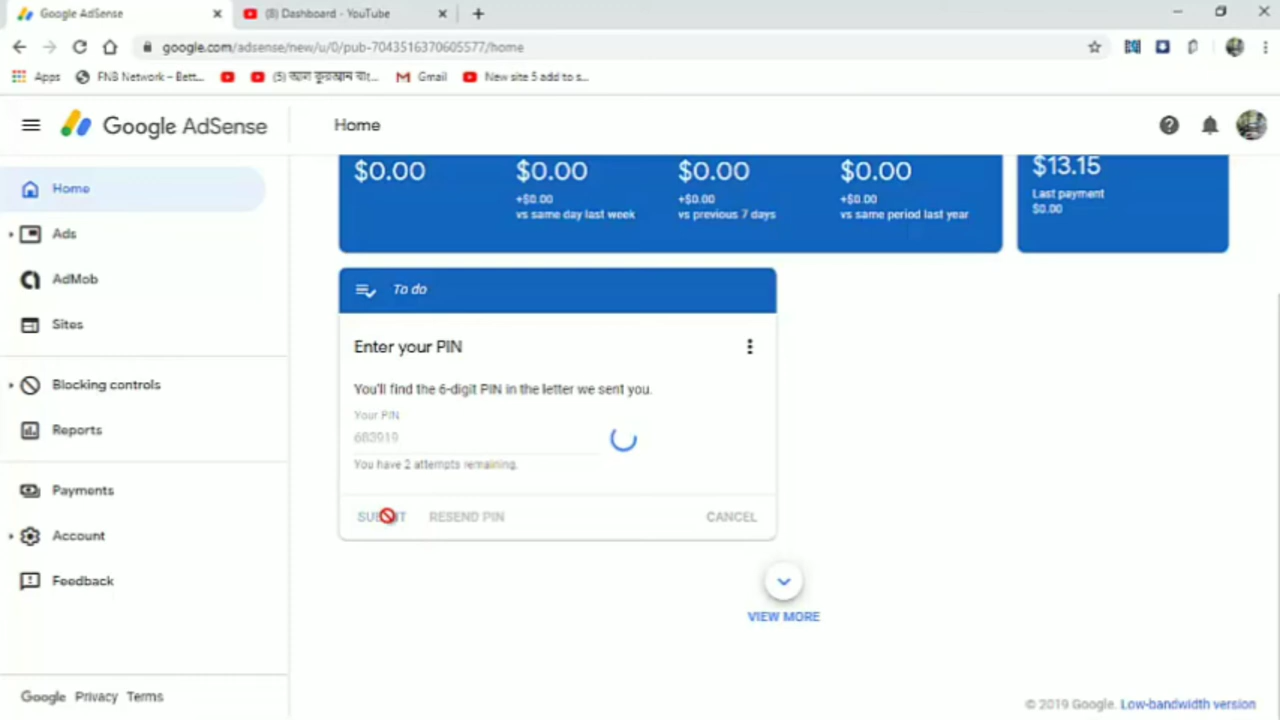 Google AdSense
(8) Dashboard - YouTube
google.com/adsense/new/u/0/pub-7043516370605577/home
Apps
FNB Network – Bett...
Gmail
New site 5 add to s...
Google AdSense
Home
$0.00
$0.00
$0.00
$0.00
$13.15
+$0.00
+$0.00
+$0.00
Last payment
vs same day last week
vs previous 7 days
vs same period last year
$0.00
Home
Ads
AdMob
Sites
Blocking controls
Reports
Payments
Account
Feedback
To do
Enter your PIN
You'll find the 6-digit PIN in the letter we sent you.
Your PIN
683919
You have 2 attempts remaining.
SUBMIT
RESEND PIN
CANCEL
VIEW MORE
Google Privacy Terms
© 2019 Google. Low-bandwidth version